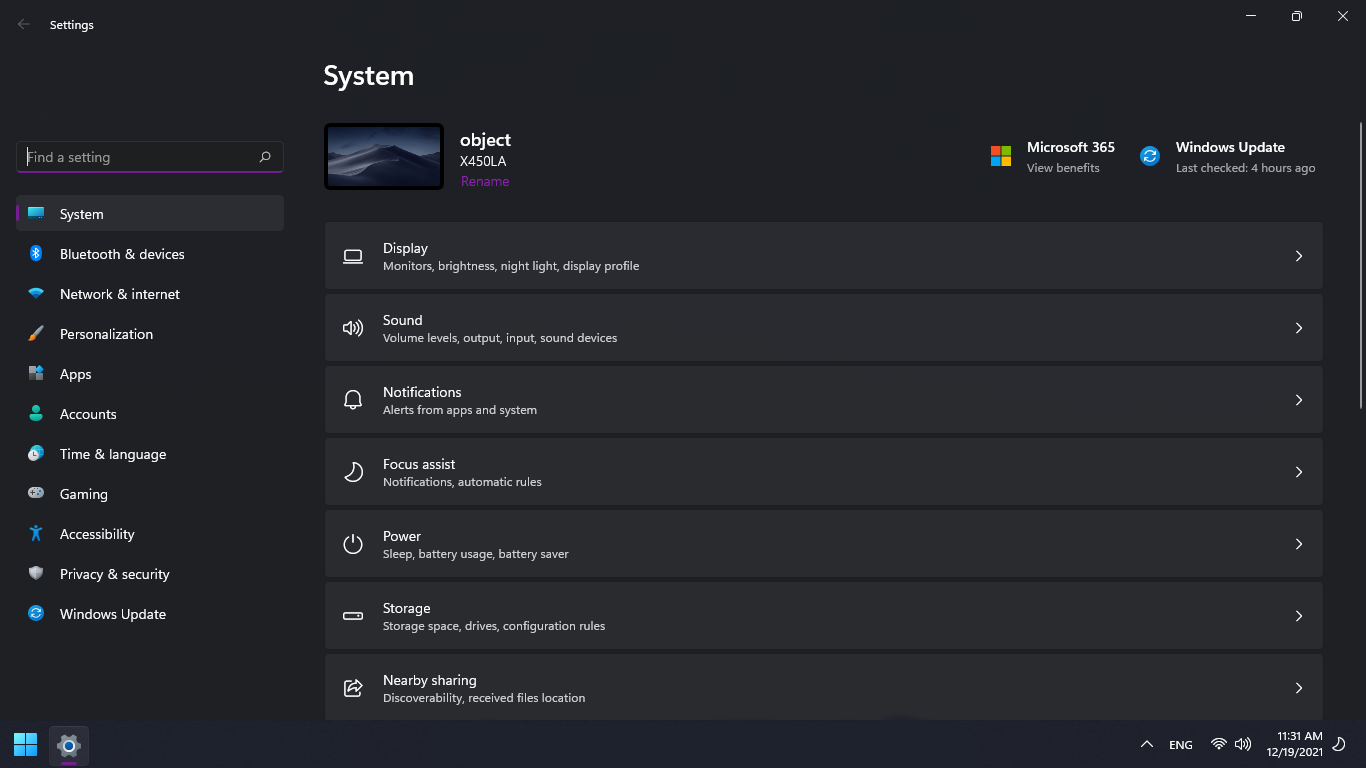 Settings
System
Find a setting
object
X450LA
Rename
Microsoft 365
View benefits
Windows Update
Last checked: 4 hours ago
System
Bluetooth & devices
Network & internet
Personalization
Apps
Accounts
Time & language
Gaming
Accessibility
Privacy & security
Windows Update
Display
Monitors, brightness, night light, display profile
Sound
Volume levels, output, input, sound devices
Notifications
Alerts from apps and system
Focus assist
Notifications, automatic rules
Power
Sleep, battery usage, battery saver
Storage
Storage space, drives, configuration rules
Nearby sharing
Discoverability, received files location
ENG
11:31 AM
12/19/2021